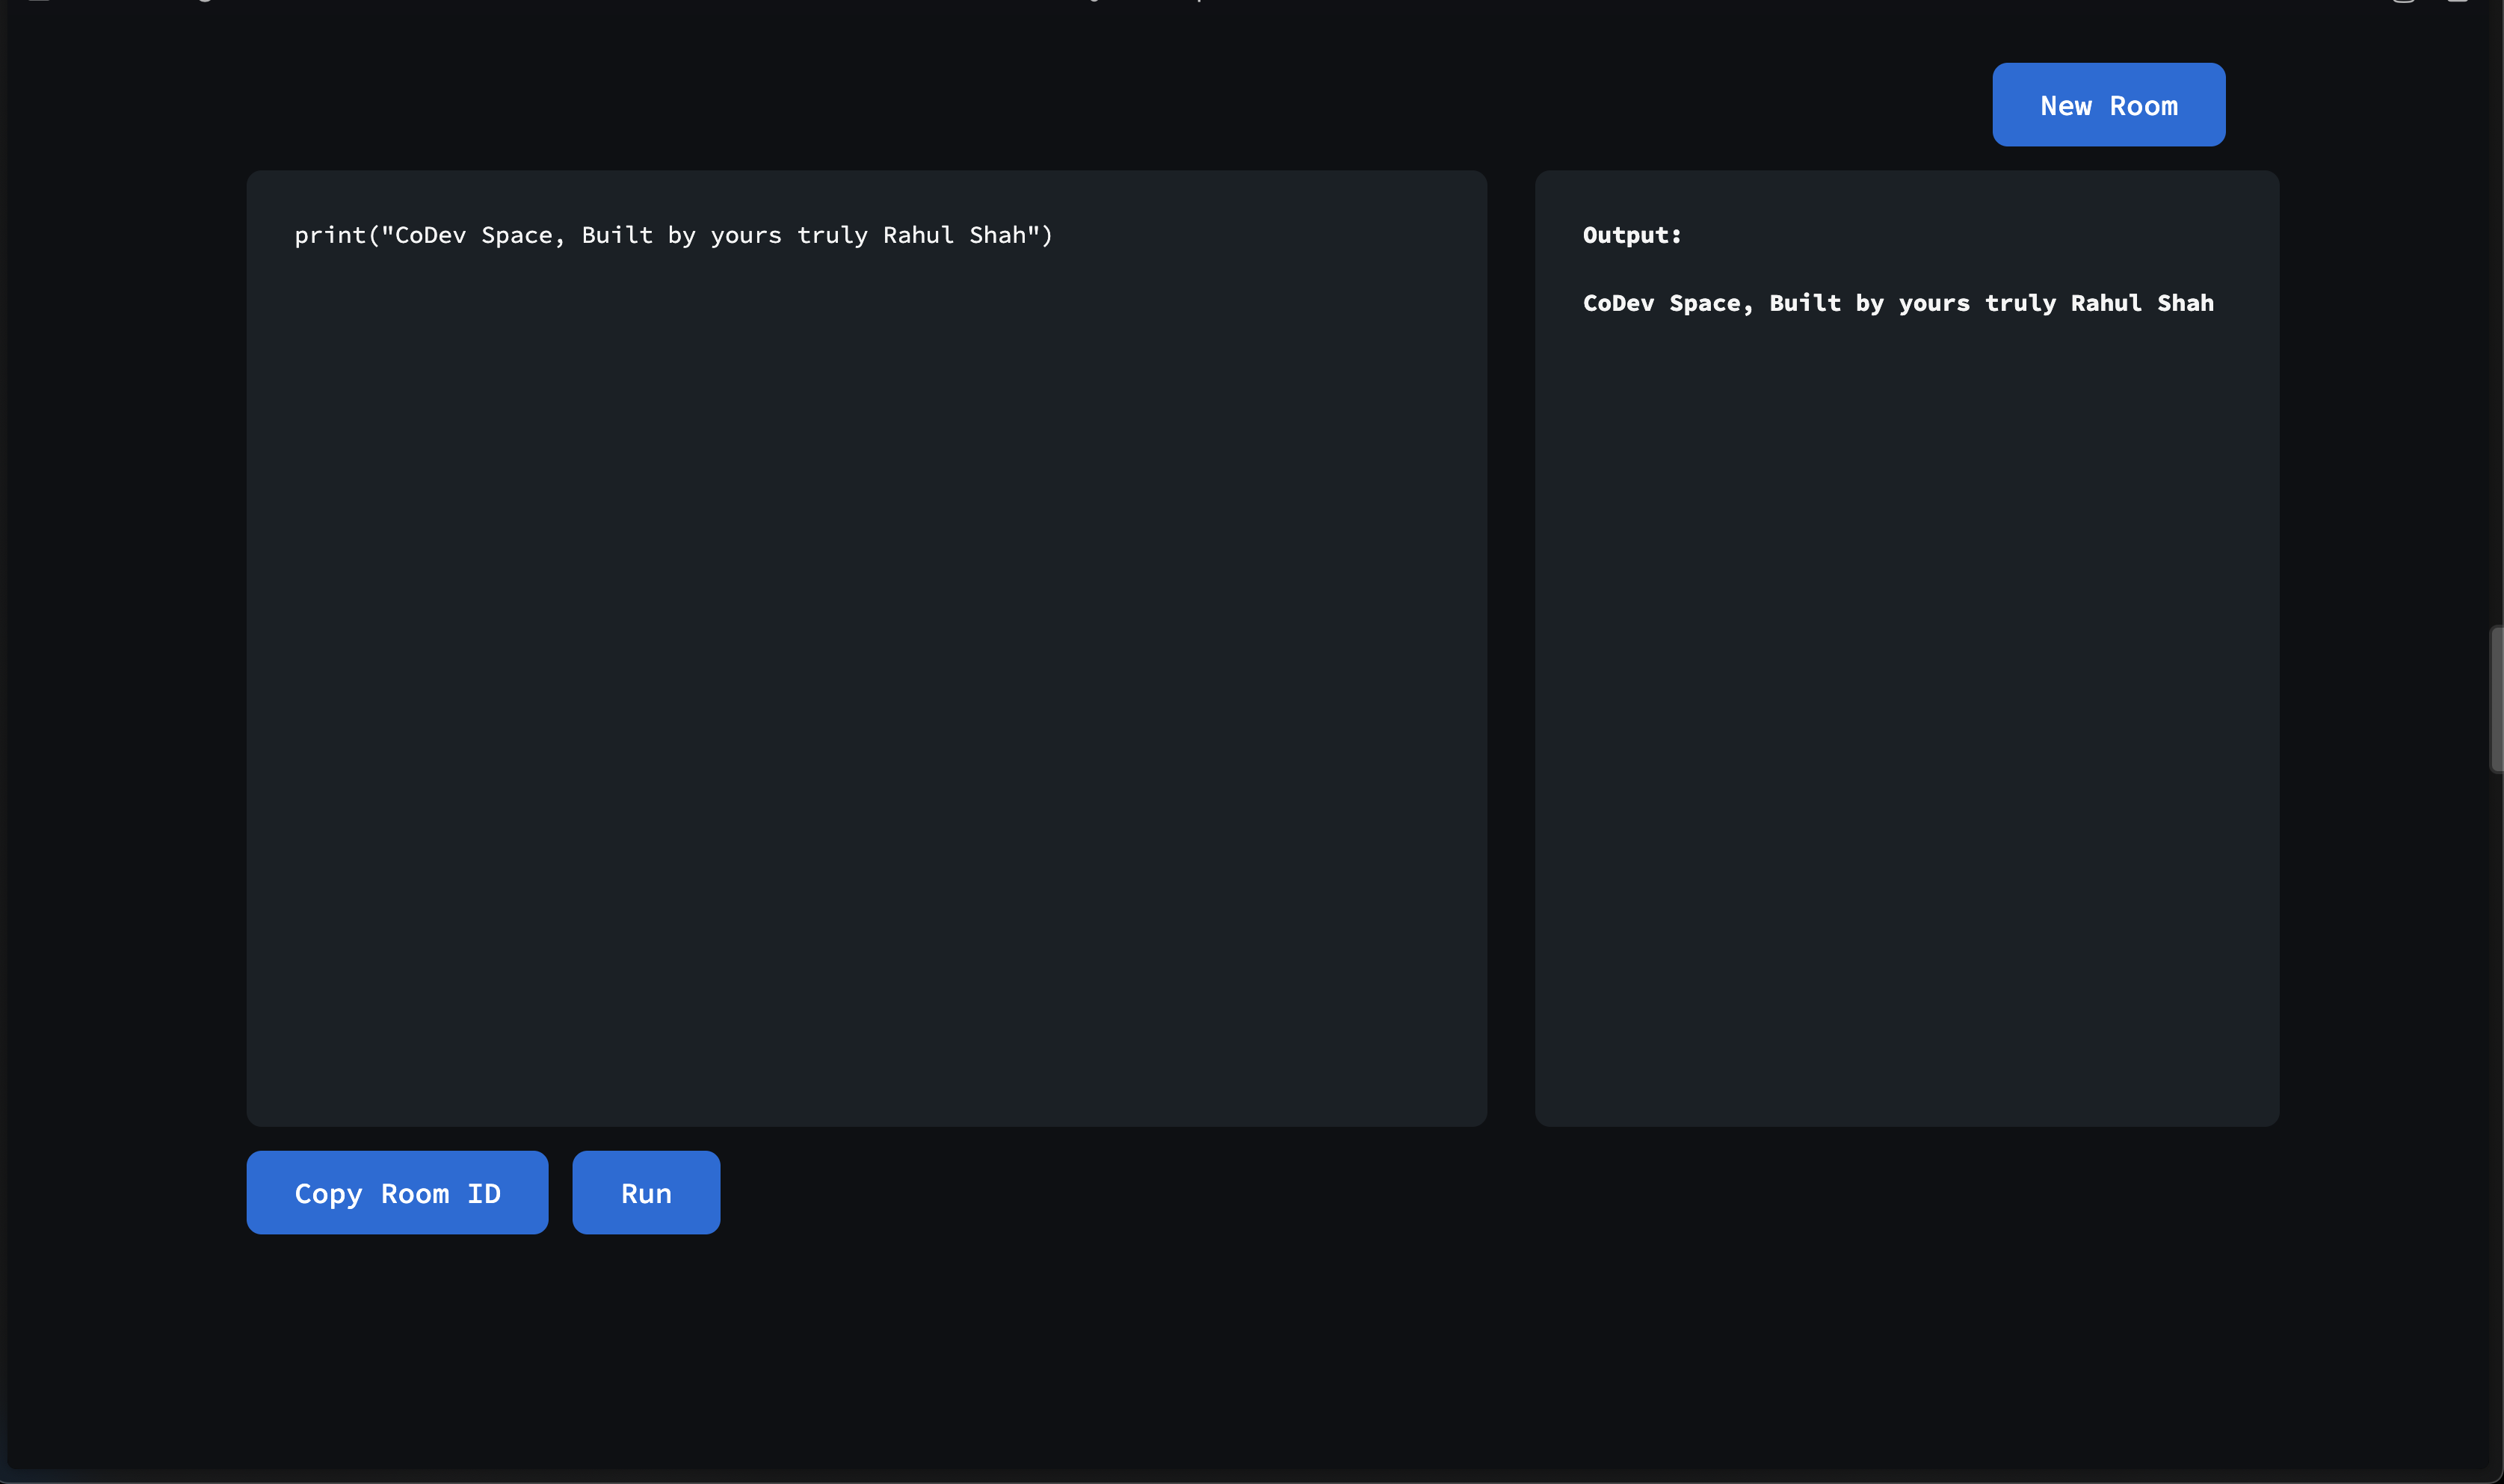 New Room
print("CoDev Space, Built by yours truly Rahul Shah")
Output:
CoDev Space, Built by yours truly Rahul Shah
Copy Room ID
Run